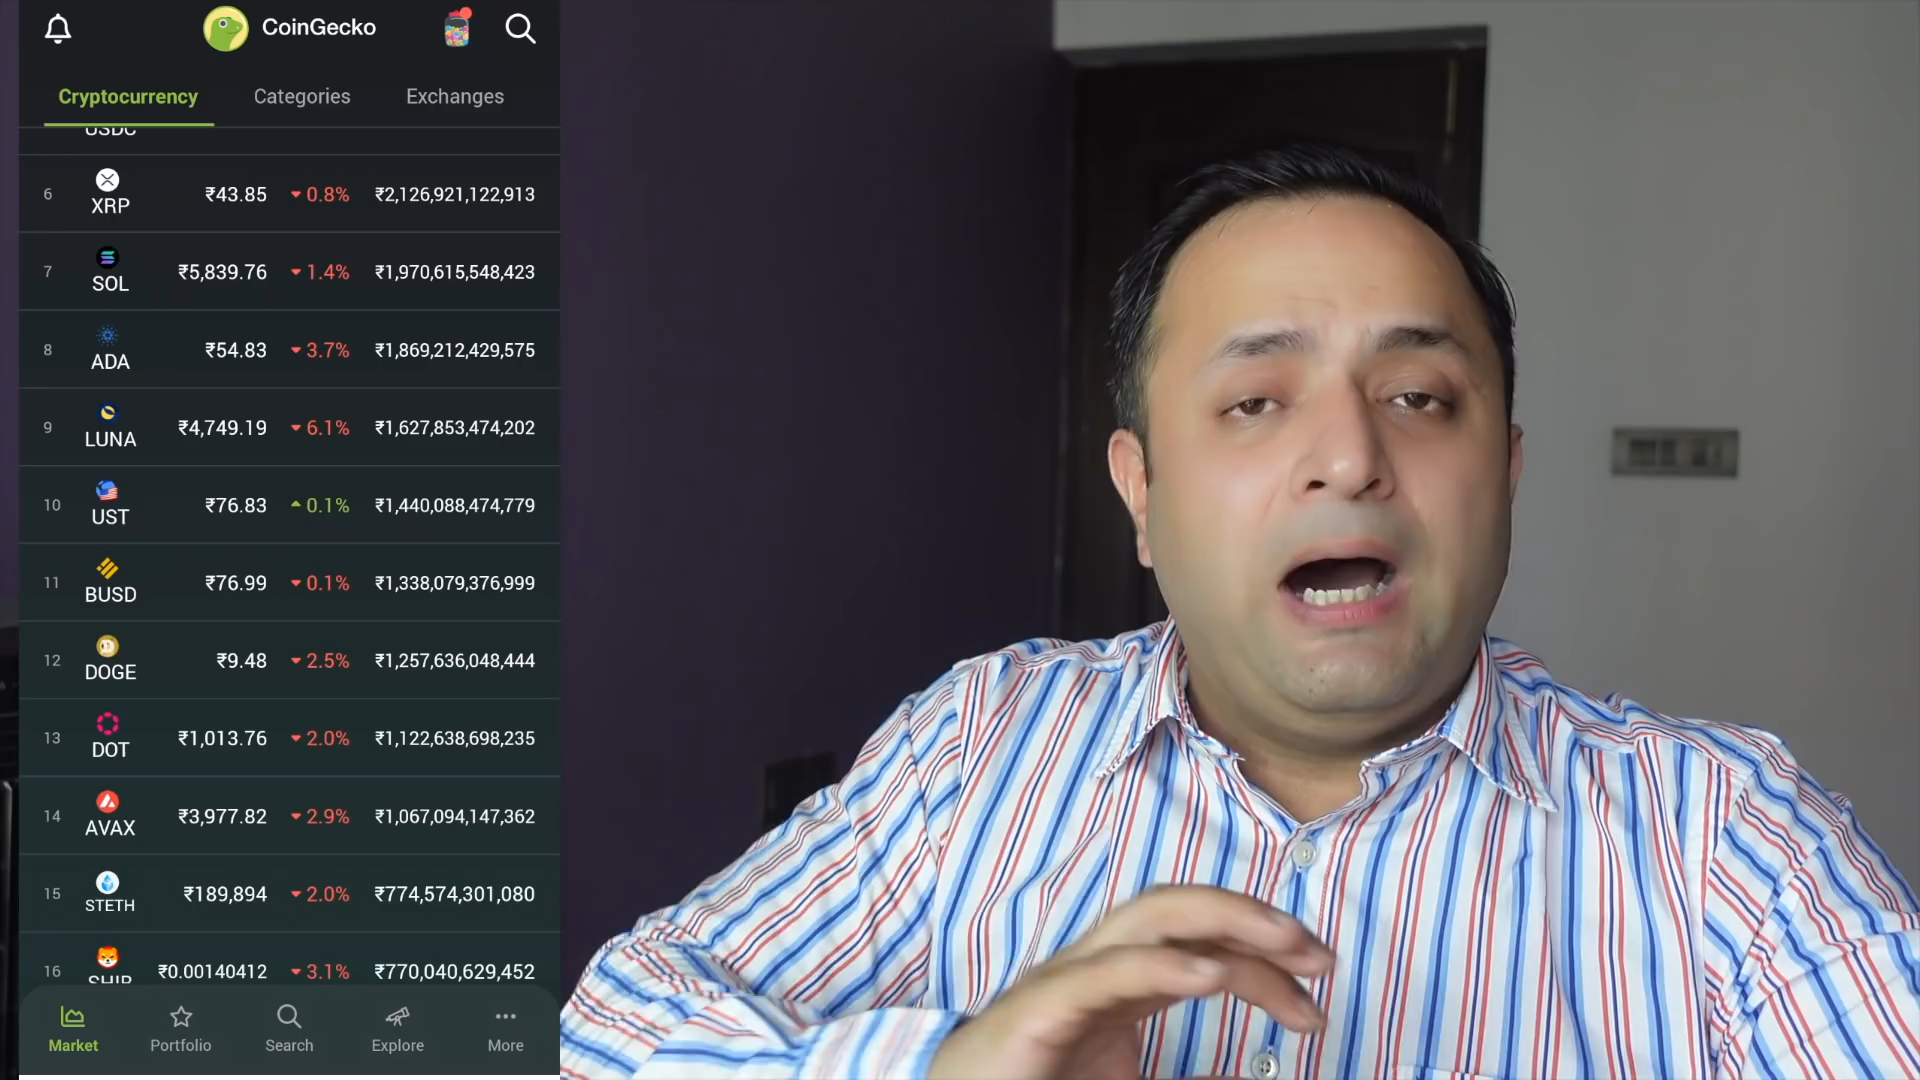 CoinGecko
Cryptocurrency Categories Exchanges
USDC
6 XRP ₹43.85 0.8% ₹2,126,921,122,913
7 SOL ₹5,839.76 1.4% ₹1,970,615,548,423
8 ADA ₹54.83 3.7% ₹1,869,212,429,575
9 LUNA ₹4,749.19 6.1% ₹1,627,853,474,202
10 UST ₹76.83 0.1% ₹1,440,088,474,779
11 BUSD ₹76.99 0.1% ₹1,338,079,376,999
12 DOGE ₹9.48 2.5% ₹1,257,636,048,444
13 DOT ₹1,013.76 2.0% ₹1,122,638,698,235
14 AVAX ₹3,977.82 2.9% ₹1,067,094,147,362
15 STETH ₹189,894 2.0% ₹774,574,301,080
16 SHIB ₹0.00140412 3.1% ₹770,040,629,452
Market Portfolio Search Explore More